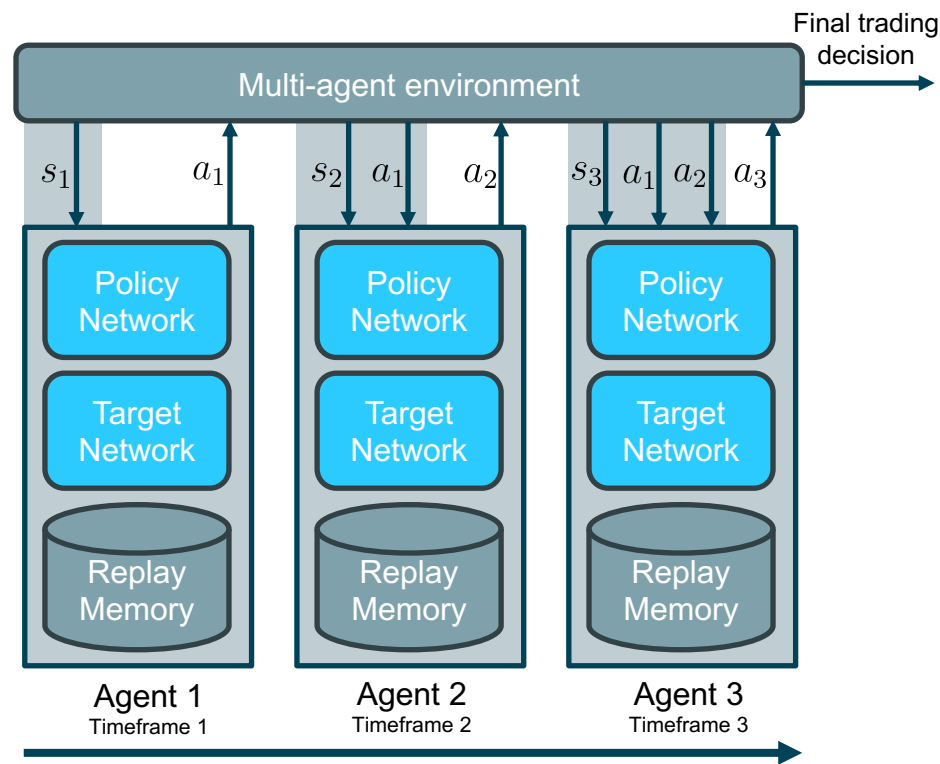 Final trading
decision
Multi-agent environment
s1 a1 s2 a1 a2 s3 a1 a2 a3
Policy
Network
Policy
Network
Policy
Network
Target
Network
Target
Network
Target
Network
Replay
Memory
Replay
Memory
Replay
Memory
Agent 1
Timeframe 1
Agent 2
Timeframe 2
Agent 3
Timeframe 3